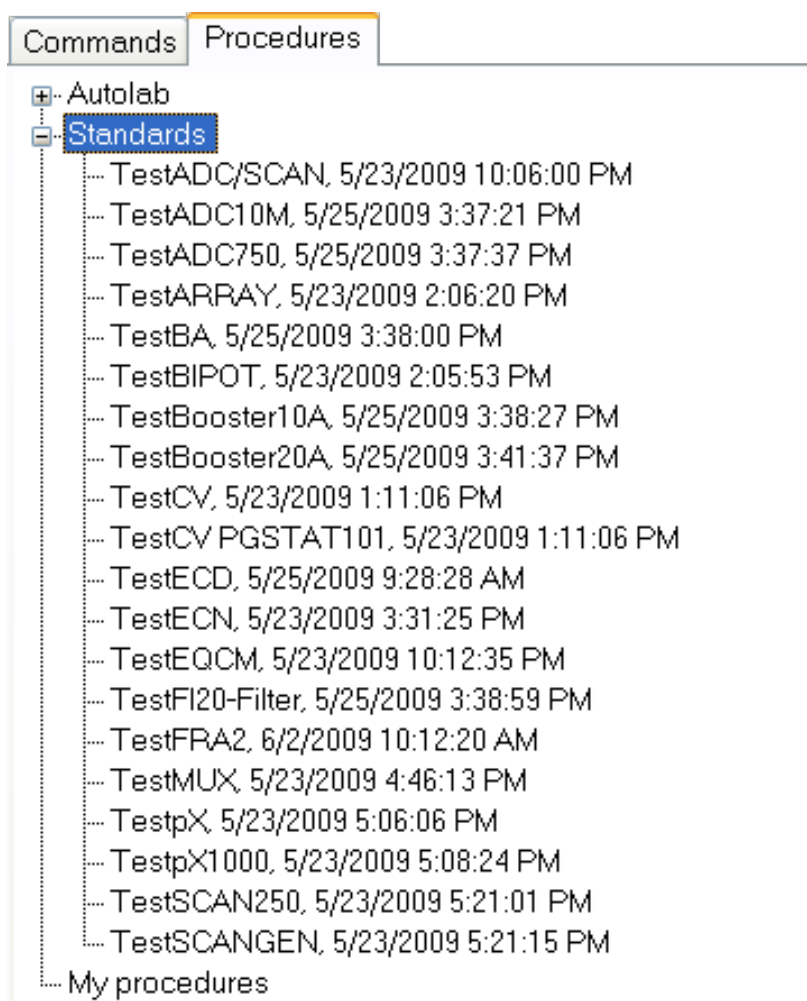 Commands Procedures
Autolab
Standards
TestADC/SCAN, 5/23/2009 10:06:00 PM
TestADC10M, 5/25/2009 3:37:21 PM
TestADC750, 5/25/2009 3:37:37 PM
TestARRAY, 5/23/2009 2:06:20 PM
TestBA, 5/25/2009 3:38:00 PM
TestBIPOT, 5/23/2009 2:05:53 PM
TestBooster10A, 5/25/2009 3:38:27 PM
TestBooster20A, 5/25/2009 3:41:37 PM
TestCV, 5/23/2009 1:11:06 PM
TestCV PGSTAT101, 5/23/2009 1:11:06 PM
TestECD, 5/25/2009 9:28:28 AM
TestECN, 5/23/2009 3:31:25 PM
TestEQCM, 5/23/2009 10:12:35 PM
TestFI20-Filter, 5/25/2009 3:38:59 PM
TestFRA2, 6/2/2009 10:12:20 AM
TestMUX, 5/23/2009 4:46:13 PM
TestpX, 5/23/2009 5:06:06 PM
TestpX1000, 5/23/2009 5:08:24 PM
TestSCAN250, 5/23/2009 5:21:01 PM
TestSCANGEN, 5/23/2009 5:21:15 PM
My procedures